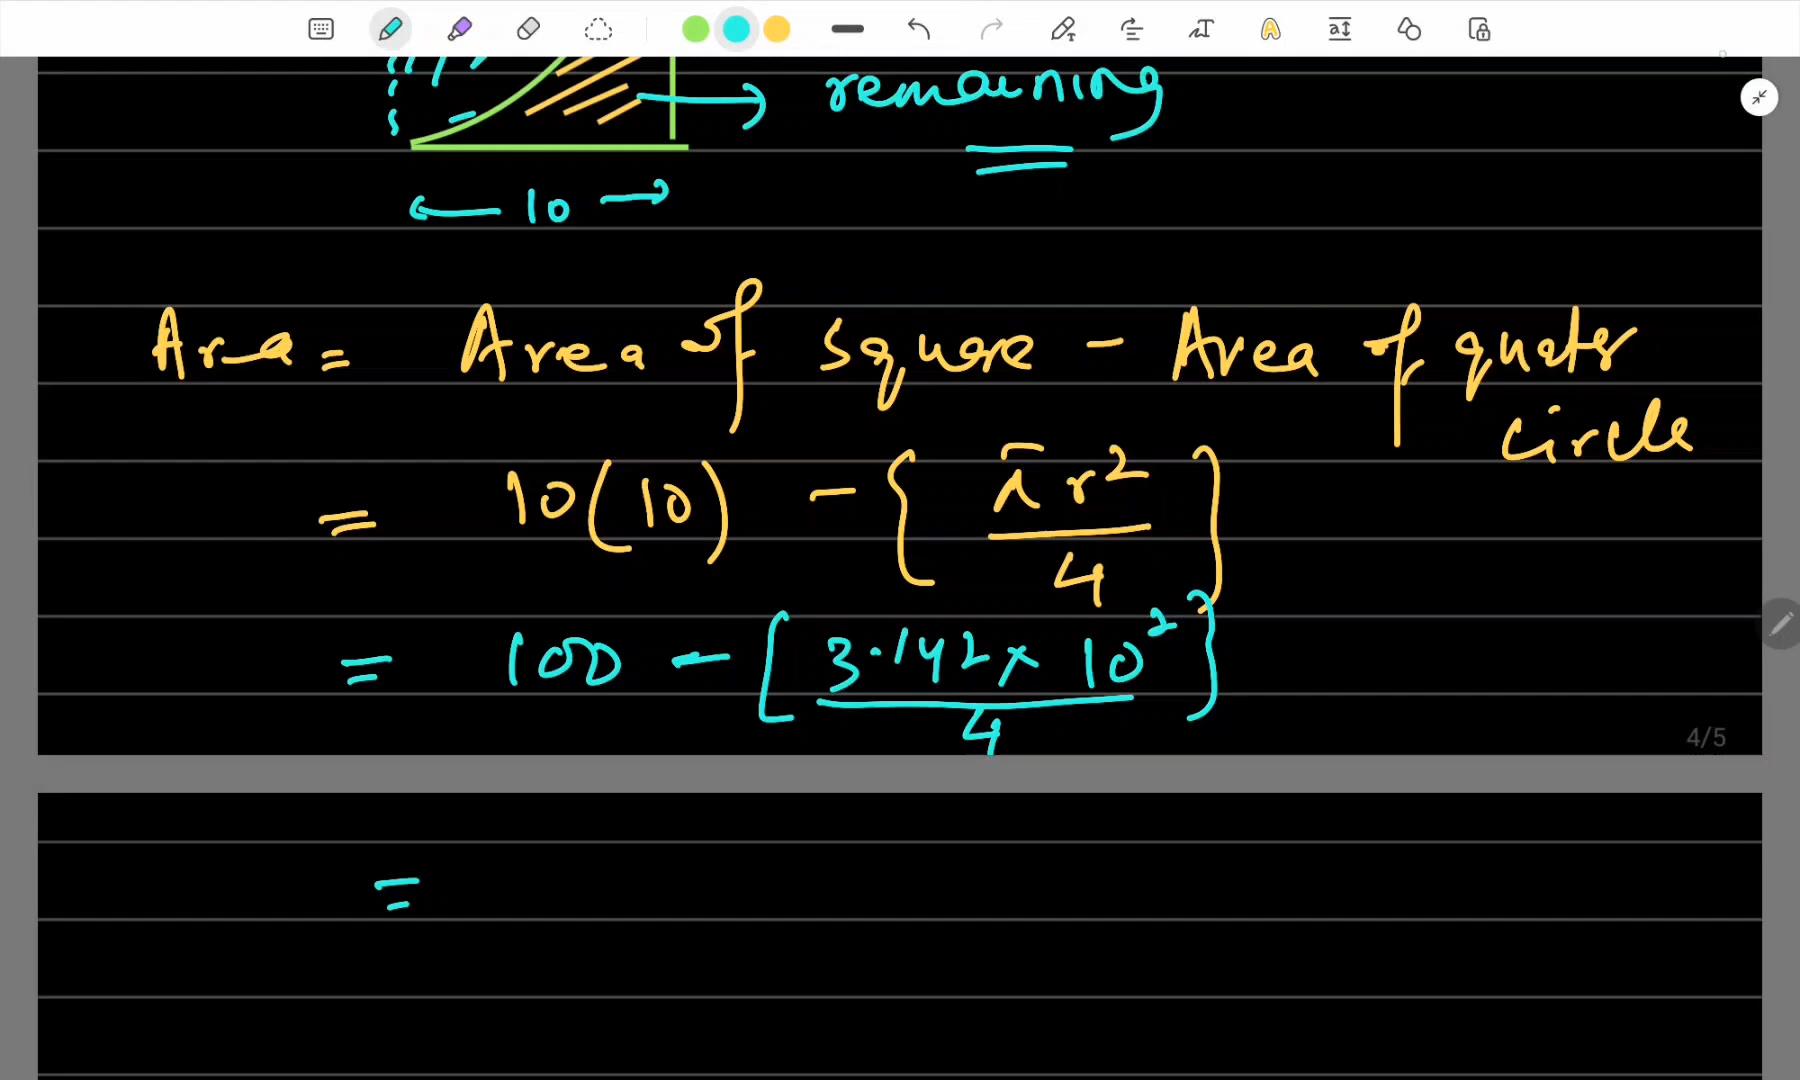 remaining
10
Area = Area of square - Area of quater
circle
= 10(10) - { π r² / 4 }
= 100 - [ 3.142 × 10² / 4 ]
4/5
=